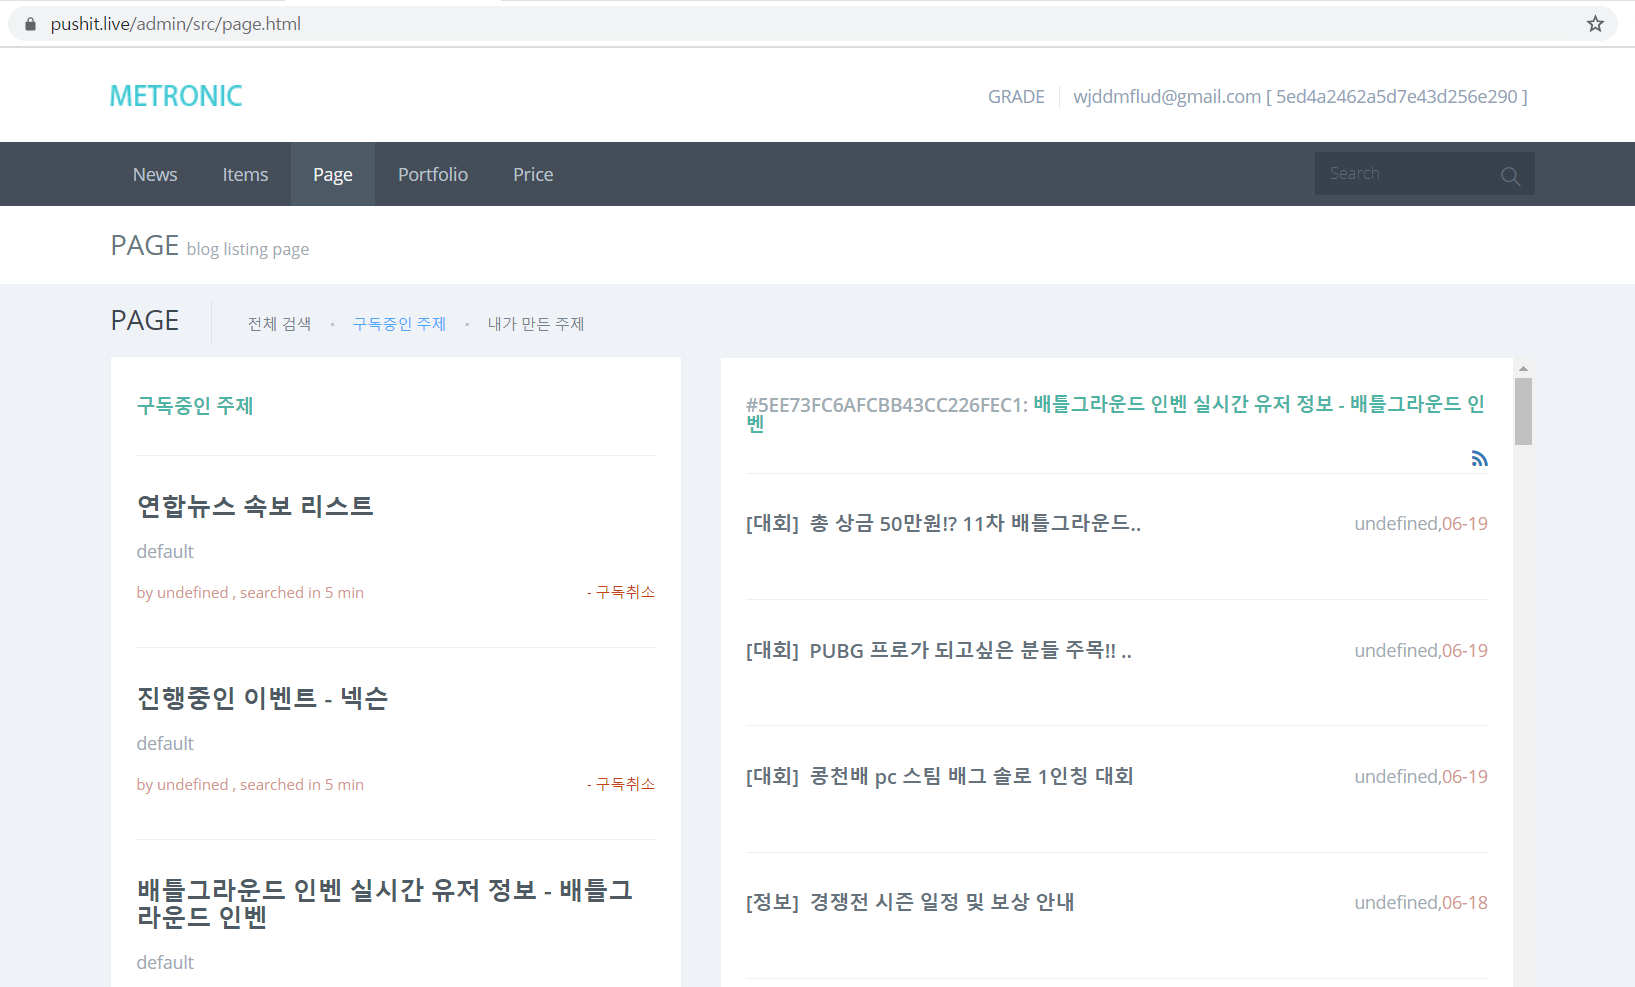 pushit.live/admin/src/page.html
METRONIC
GRADE wjddmflud@gmail.com [ 5ed4a2462a5d7e43d256e290 ]
News Items Page Portfolio Price Search
PAGE blog listing page
PAGE 전체 검색 • 구독중인 주제 • 내가 만든 주제
구독중인 주제
연합뉴스 속보 리스트
default
by undefined , searched in 5 min - 구독취소
진행중인 이벤트 - 넥슨
default
by undefined , searched in 5 min - 구독취소
배틀그라운드 인벤 실시간 유저 정보 - 배틀그
라운드 인벤
default
#5EE73FC6AFCBB43CC226FEC1: 배틀그라운드 인벤 실시간 유저 정보 - 배틀그라운드 인
벤
[대회] 총 상금 50만원!? 11차 배틀그라운드.. undefined,06-19
[대회] PUBG 프로가 되고싶은 분들 주목!! .. undefined,06-19
[대회] 콩천배 pc 스팀 배그 솔로 1인칭 대회 undefined,06-19
[정보] 경쟁전 시즌 일정 및 보상 안내 undefined,06-18